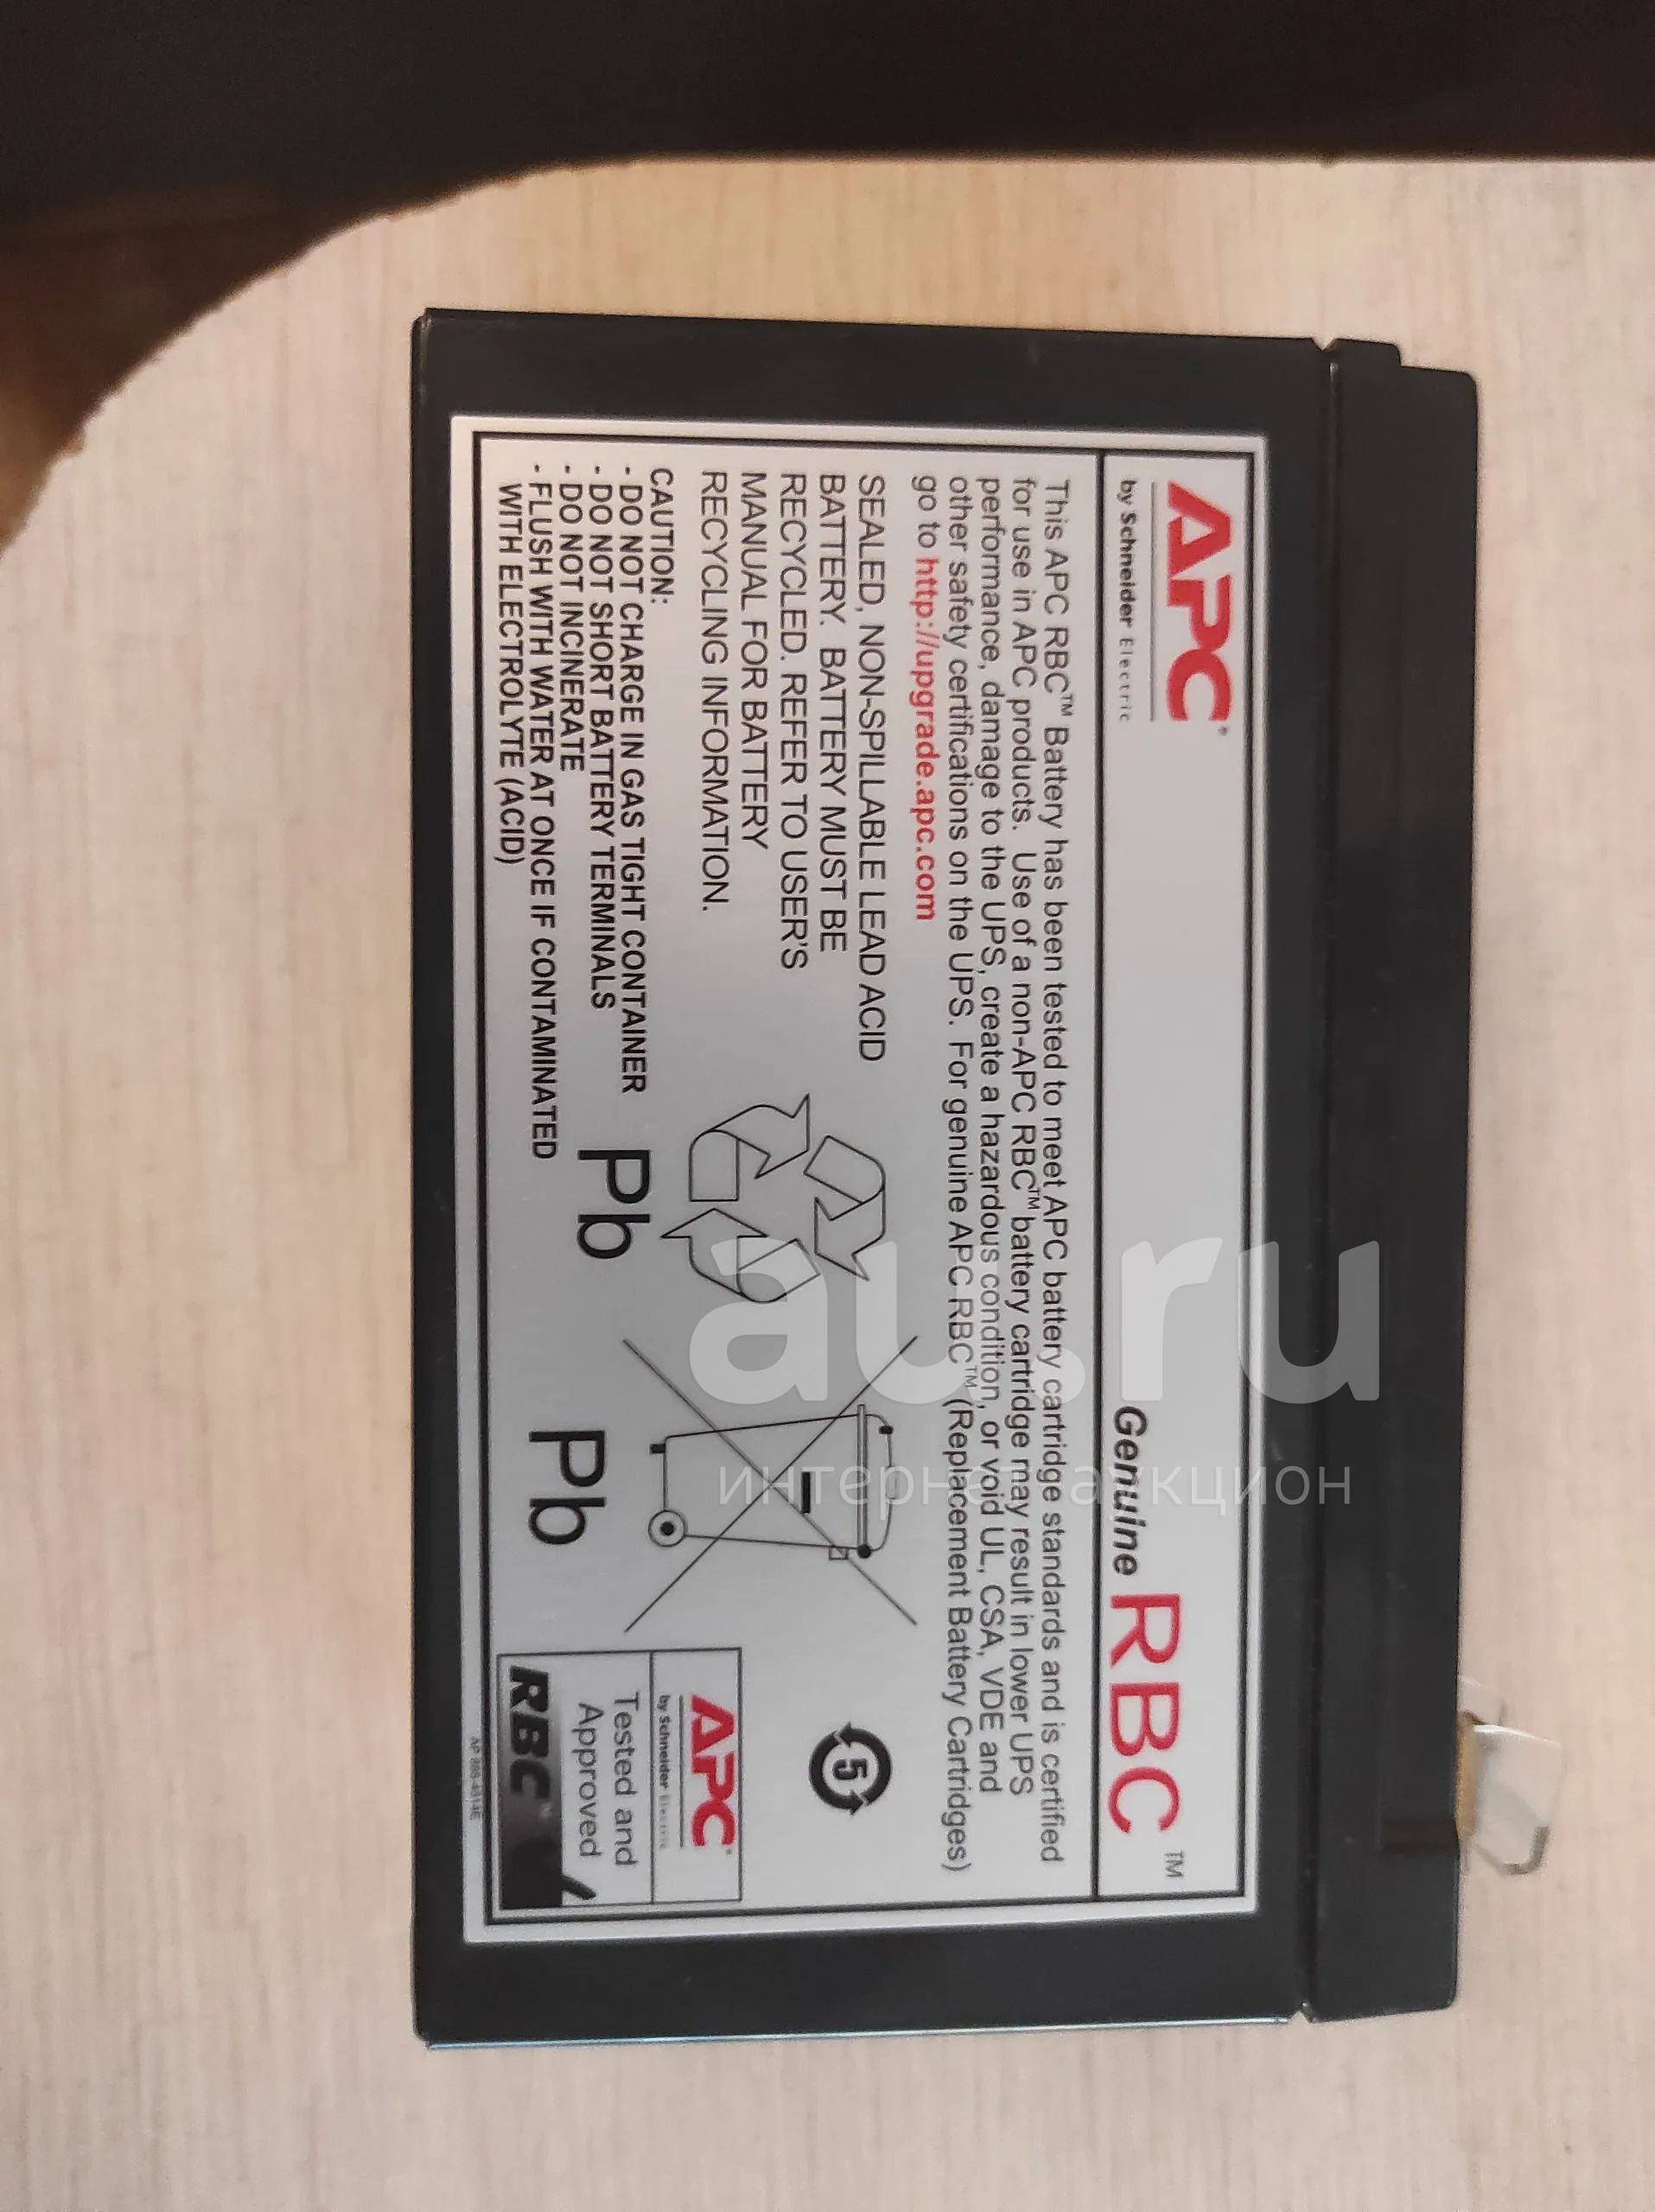 APC®
by Schneider Electric
Genuine RBC™
This APC RBC™ Battery has been tested to meet APC battery cartridge standards and is certified
for use in APC products. Use of a non-APC RBC™ battery cartridge may result in lower UPS
performance, damage to the UPS, create a hazardous condition, or void UL, CSA, VDE and
other safety certifications on the UPS. For genuine APC RBC™ (Replacement Battery Cartridges)
go to http://upgrade.apc.com
SEALED, NON-SPILLABLE LEAD ACID
BATTERY. BATTERY MUST BE
RECYCLED. REFER TO USER'S
MANUAL FOR BATTERY
RECYCLING INFORMATION.
CAUTION:
- DO NOT CHARGE IN GAS TIGHT CONTAINER
- DO NOT SHORT BATTERY TERMINALS
- DO NOT INCINERATE
- FLUSH WITH WATER AT ONCE IF CONTAMINATED
WITH ELECTROLYTE (ACID)
Pb
Pb
5
APC®
by Schneider Electric
Tested and
Approved
RBC™
au.ru
интернет-аукцион